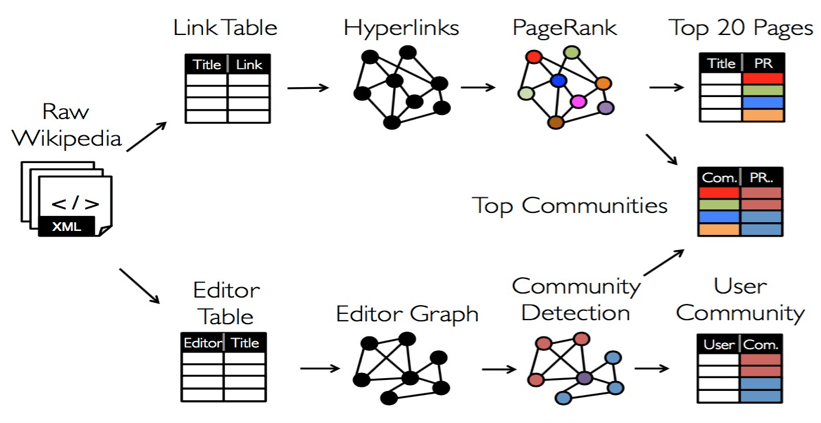 Link Table
Hyperlinks
PageRank
Top 20 Pages
Title Link
Title PR
Raw
Wikipedia
</>
XML
Top Communities
Com. PR..
Editor
Table
Editor Graph
Community
Detection
User
Community
Editor Title
User Com.